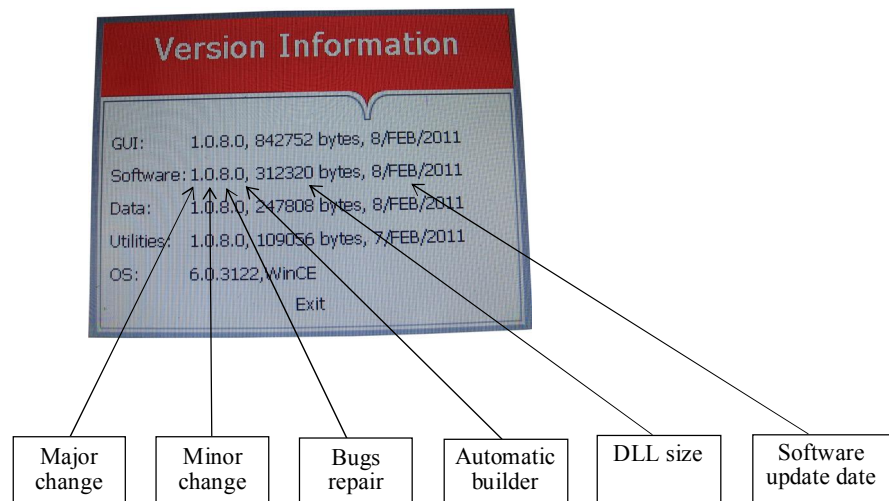 Version Information
GUI: 1.0.8.0, 842752 bytes, 8/FEB/2011
Software: 1.0.8.0, 312320 bytes, 8/FEB/2011
Data: 1.0.8.0, 247808 bytes, 8/FEB/2011
Utilities: 1.0.8.0, 109056 bytes, 7/FEB/2011
OS: 6.0.3122,WinCE
Exit
Major change
Minor change
Bugs repair
Automatic builder
DLL size
Software update date